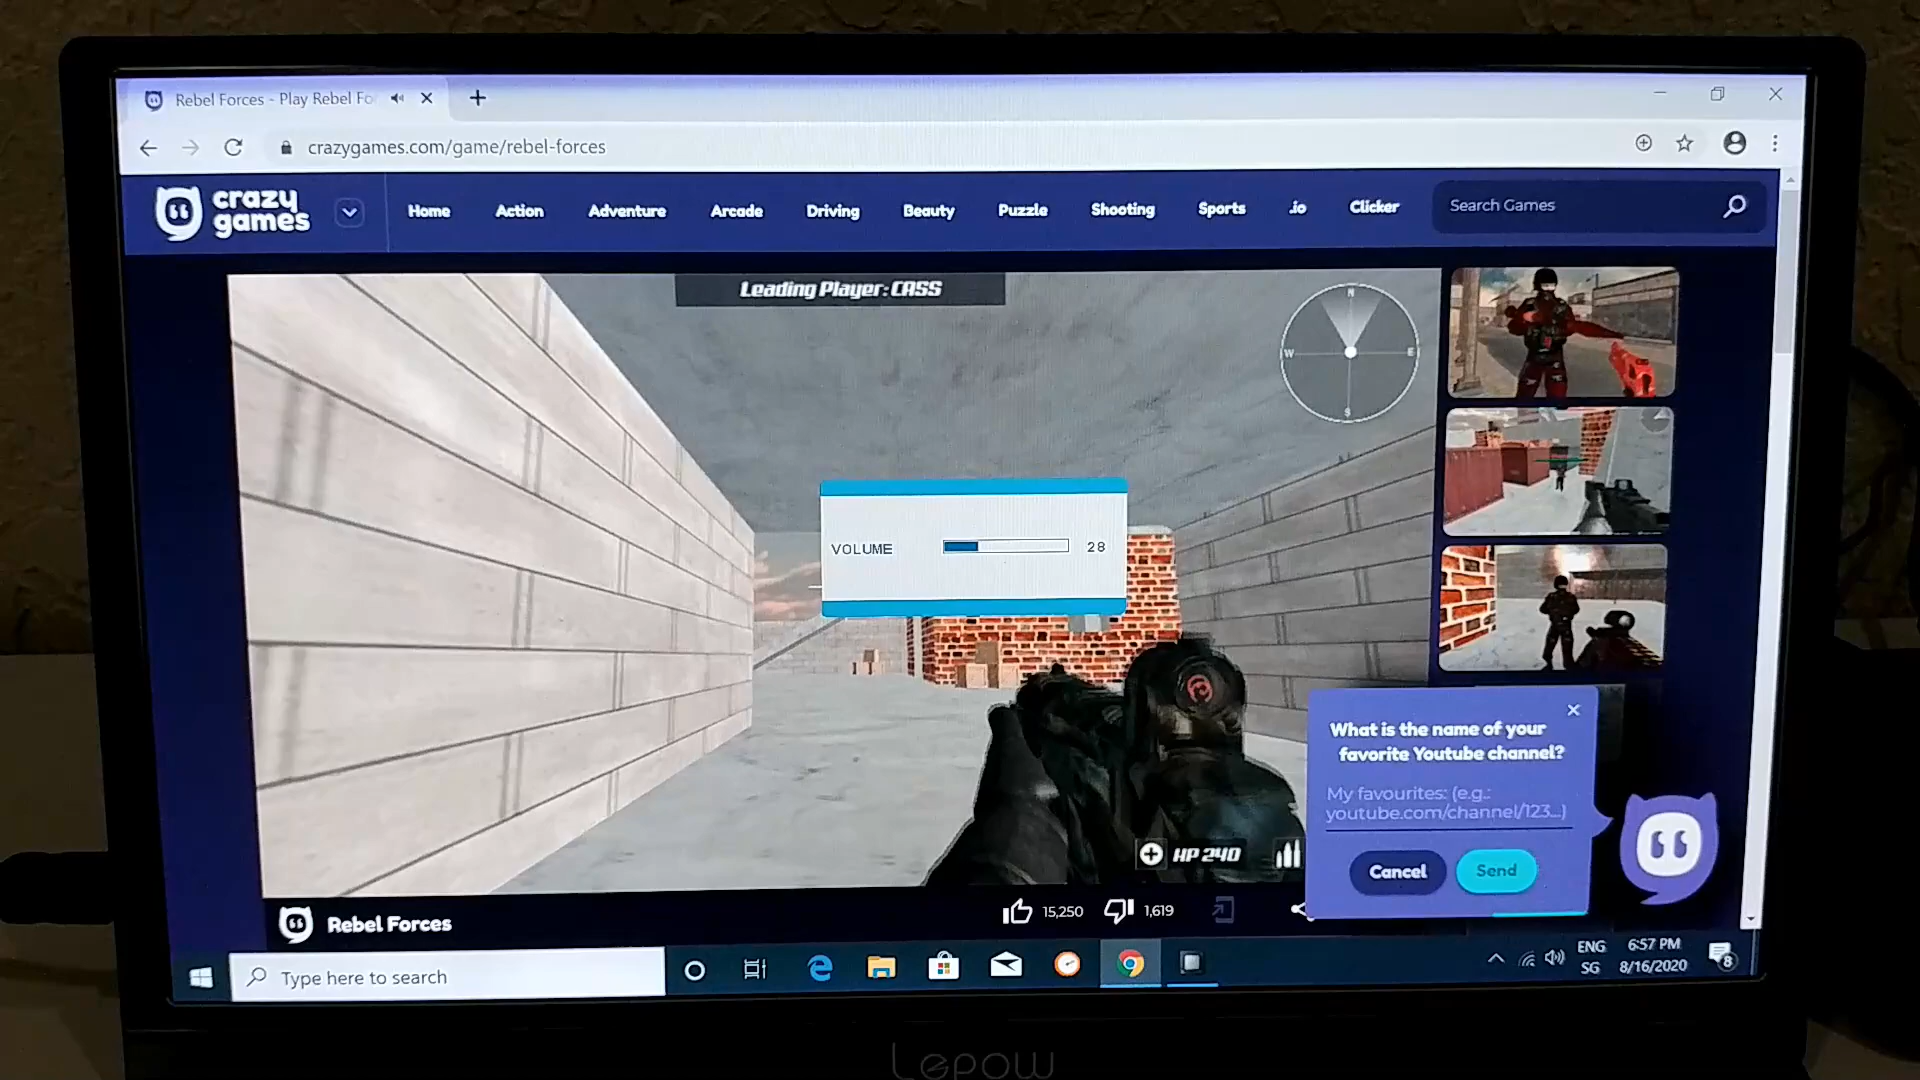 Rebel Forces - Play Rebel Fo
crazygames.com/game/rebel-forces
crazy
games
Home
Action
Adventure
Arcade
Driving
Beauty
Puzzle
Shooting
Sports
.io
Clicker
Search Games
Leading Player: CASS
N
W
E
S
VOLUME
28
HP 240
What is the name of your
favorite Youtube channel?
My favourites: (e.g.:
youtube.com/channel/123...)
Cancel
Send
Rebel Forces
15,250
1,619
Type here to search
ENG
SG
6:57 PM
8/16/2020
8
Lepow